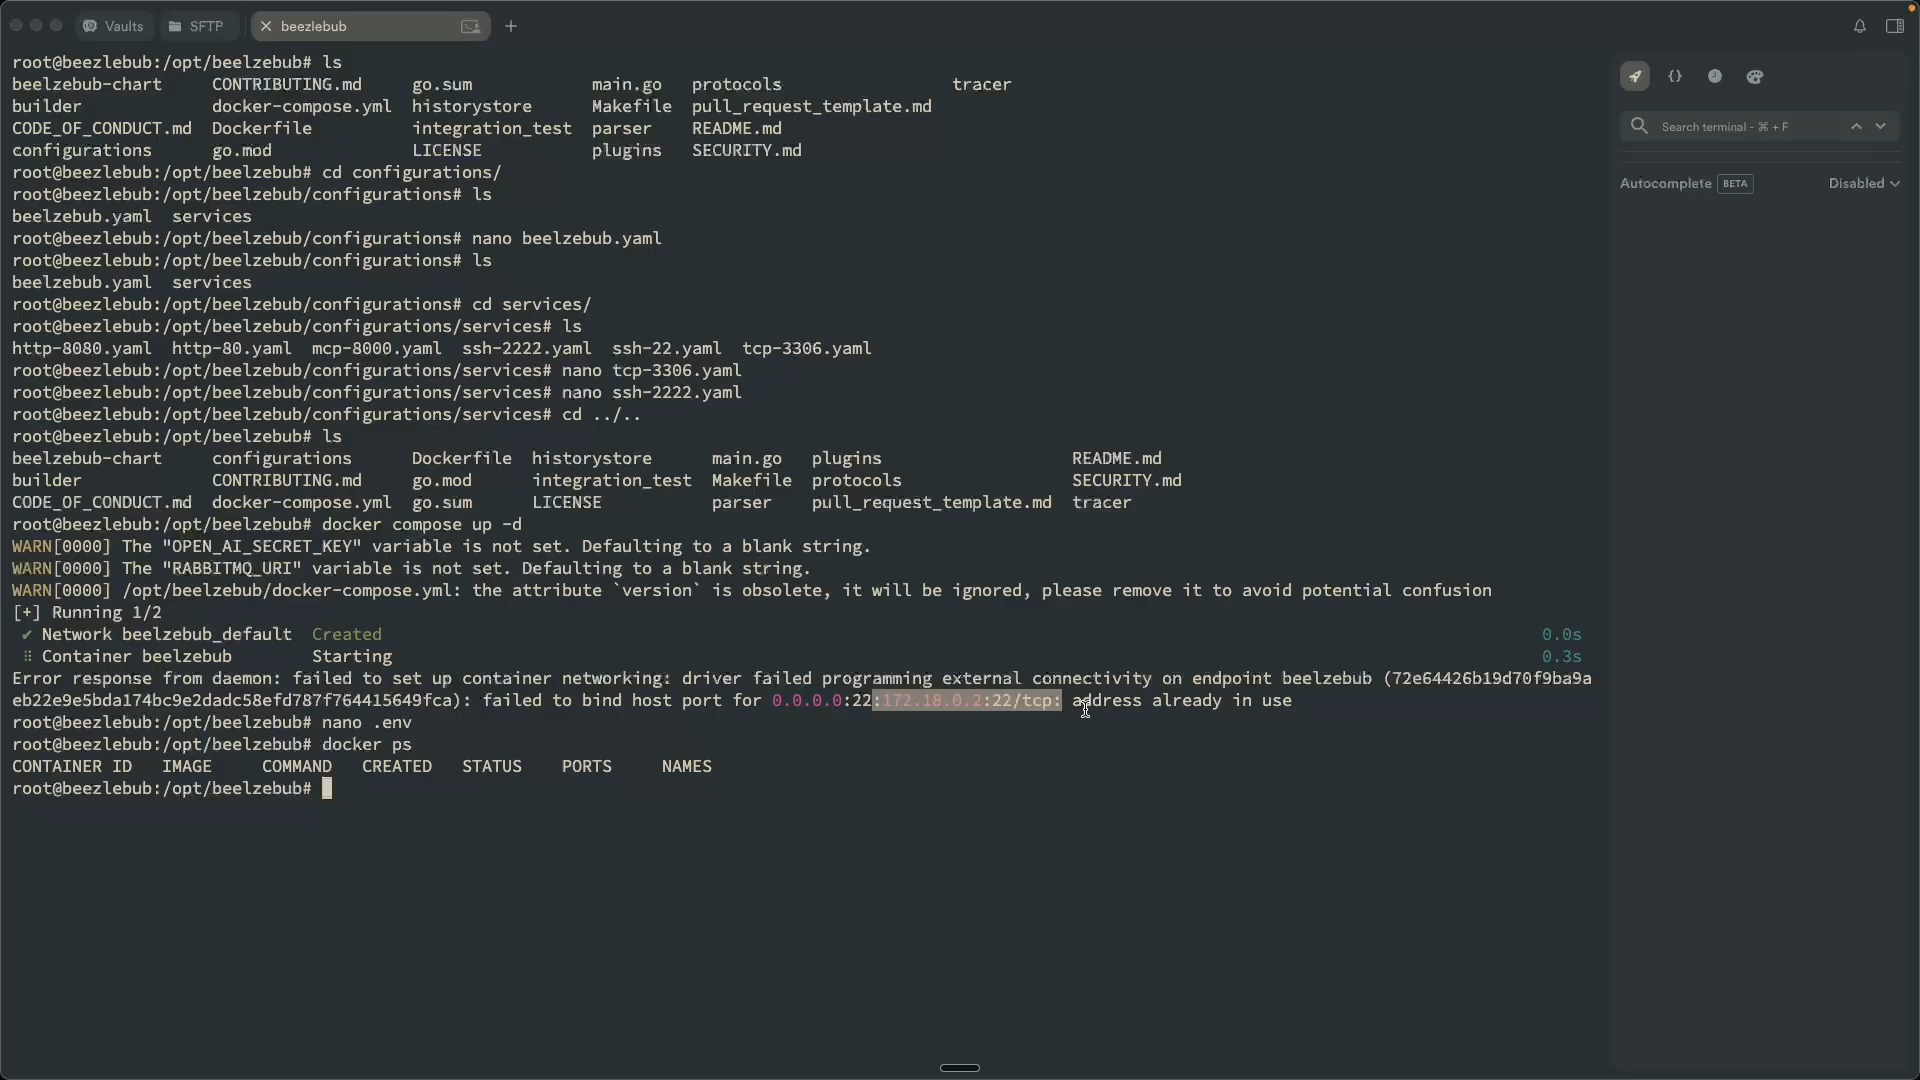 Vaults SFTP beezlebub
root@beezlebub:/opt/beelzebub# ls
beelzebub-chart CONTRIBUTING.md go.sum main.go protocols tracer
builder docker-compose.yml historystore Makefile pull_request_template.md
CODE_OF_CONDUCT.md Dockerfile integration_test parser README.md
configurations go.mod LICENSE plugins SECURITY.md
root@beezlebub:/opt/beelzebub# cd configurations/
root@beezlebub:/opt/beelzebub/configurations# ls
beelzebub.yaml services
root@beezlebub:/opt/beelzebub/configurations# nano beelzebub.yaml
root@beezlebub:/opt/beelzebub/configurations# ls
beelzebub.yaml services
root@beezlebub:/opt/beelzebub/configurations# cd services/
root@beezlebub:/opt/beelzebub/configurations/services# ls
http-8080.yaml http-80.yaml mcp-8000.yaml ssh-2222.yaml ssh-22.yaml tcp-3306.yaml
root@beezlebub:/opt/beelzebub/configurations/services# nano tcp-3306.yaml
root@beezlebub:/opt/beelzebub/configurations/services# nano ssh-2222.yaml
root@beezlebub:/opt/beelzebub/configurations/services# cd ../..
root@beezlebub:/opt/beelzebub# ls
beelzebub-chart configurations Dockerfile historystore main.go plugins README.md
builder CONTRIBUTING.md go.mod integration_test Makefile protocols SECURITY.md
CODE_OF_CONDUCT.md docker-compose.yml go.sum LICENSE parser pull_request_template.md tracer
root@beezlebub:/opt/beelzebub# docker compose up -d
WARN[0000] The "OPEN_AI_SECRET_KEY" variable is not set. Defaulting to a blank string.
WARN[0000] The "RABBITMQ_URI" variable is not set. Defaulting to a blank string.
WARN[0000] /opt/beelzebub/docker-compose.yml: the attribute `version` is obsolete, it will be ignored, please remove it to avoid potential confusion
[+] Running 1/2
✔ Network beelzebub_default Created 0.0s
⠿ Container beelzebub Starting 0.3s
Error response from daemon: failed to set up container networking: driver failed programming external connectivity on endpoint beelzebub (72e64426b19d70f9ba9a
eb22e9e5bda174bc9e2dadc58efd787f764415649fca): failed to bind host port for 0.0.0.0:22:172.18.0.2:22/tcp: address already in use
root@beezlebub:/opt/beelzebub# nano .env
root@beezlebub:/opt/beelzebub# docker ps
CONTAINER ID IMAGE COMMAND CREATED STATUS PORTS NAMES
root@beezlebub:/opt/beelzebub#
Search terminal - ⌘ + F
Autocomplete BETA Disabled